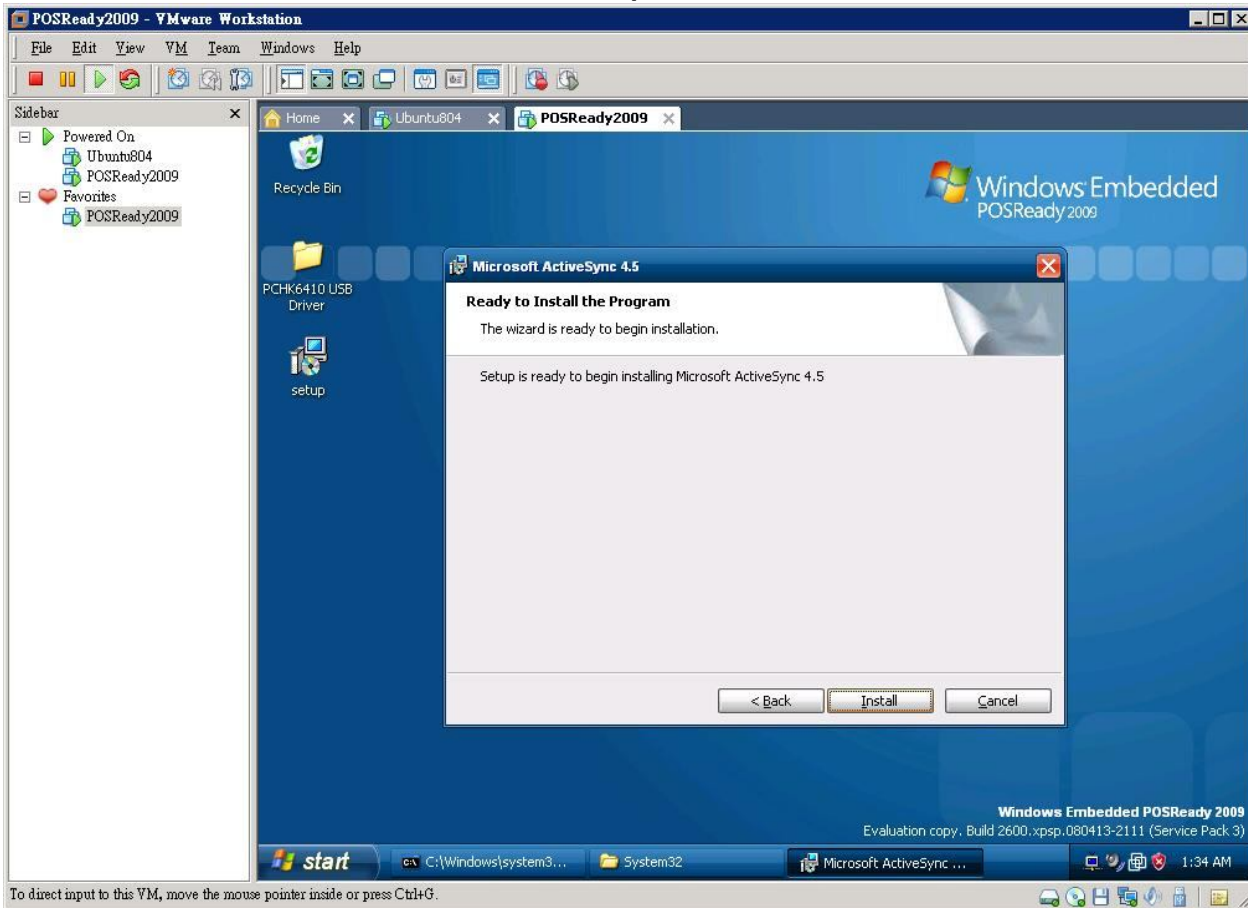 POSReady2009 - VMware Workstation
File Edit View VM Team Windows Help
Sidebar
Powered On
Ubuntu804
POSReady2009
Favorites
POSReady2009
Home Ubuntu804 POSReady2009
Recycle Bin
Windows Embedded
POSReady 2009
PCHK6410 USB
Driver
setup
Microsoft ActiveSync 4.5
Ready to Install the Program
The wizard is ready to begin installation.
Setup is ready to begin installing Microsoft ActiveSync 4.5
< Back Install Cancel
Windows Embedded POSReady 2009
Evaluation copy. Build 2600.xpsp.080413-2111 (Service Pack 3)
start C:\Windows\system3... System32 Microsoft ActiveSync ... 1:34 AM
To direct input to this VM, move the mouse pointer inside or press Ctrl+G.